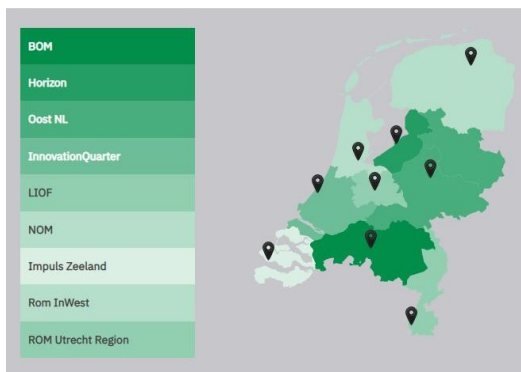 BOM
Horizon
Oost NL
InnovationQuarter
LIOF
NOM
Impuls Zeeland
Rom InWest
ROM Utrecht Region